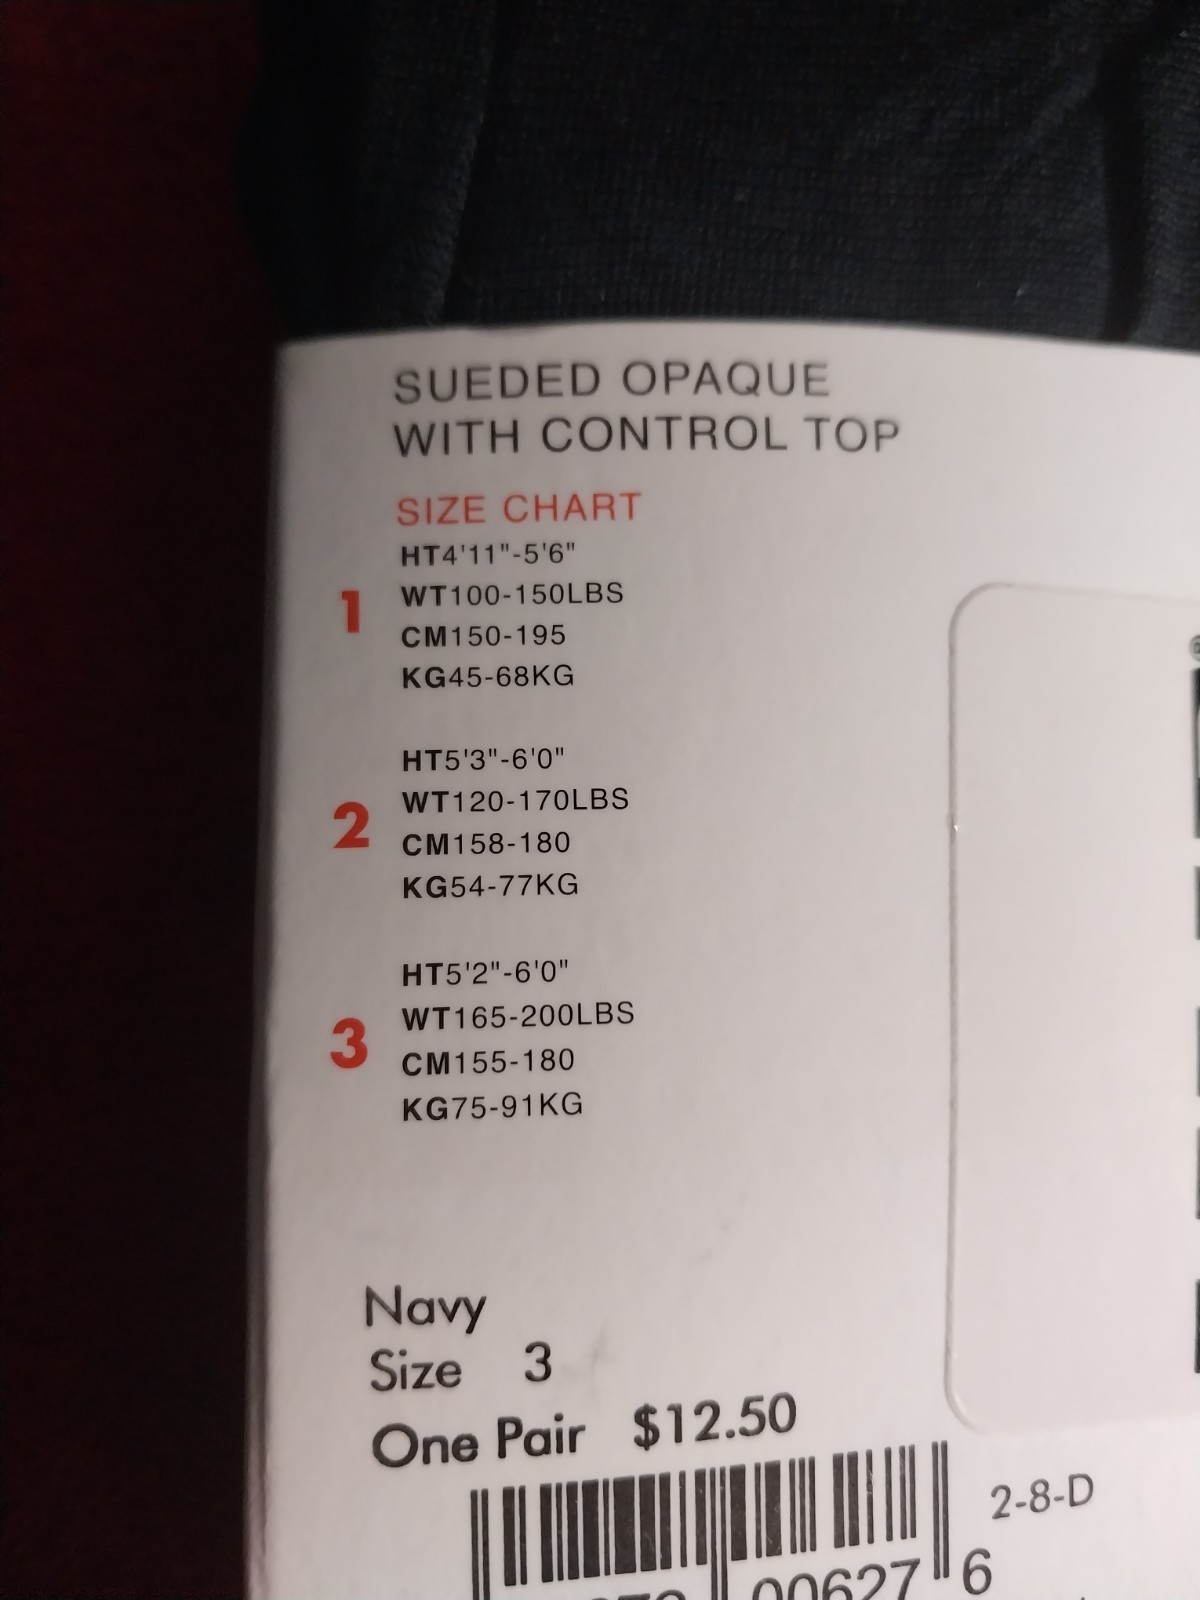 SUEDED OPAQUE
WITH CONTROL TOP
SIZE CHART
1
HT4'11"-5'6"
WT100-150LBS
CM150-195
KG45-68KG
2
HT5'3"-6'0"
WT120-170LBS
CM158-180
KG54-77KG
3
HT5'2"-6'0"
WT165-200LBS
CM155-180
KG75-91KG
Navy
Size 3
One Pair $12.50
2-8-D
00627 6